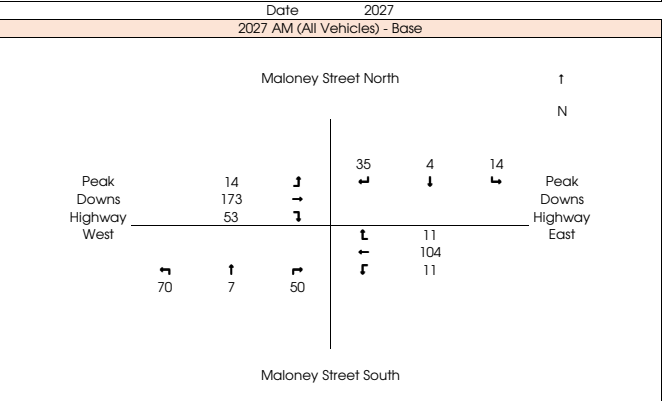 Date 2027
2027 AM (All Vehicles) - Base
Maloney Street North ↑
N
35 4 14
Peak 14 Peak
Downs 173 → Downs
Highway 53 Highway
West 11 East
← 104
11
↑
70 7 50
Maloney Street South